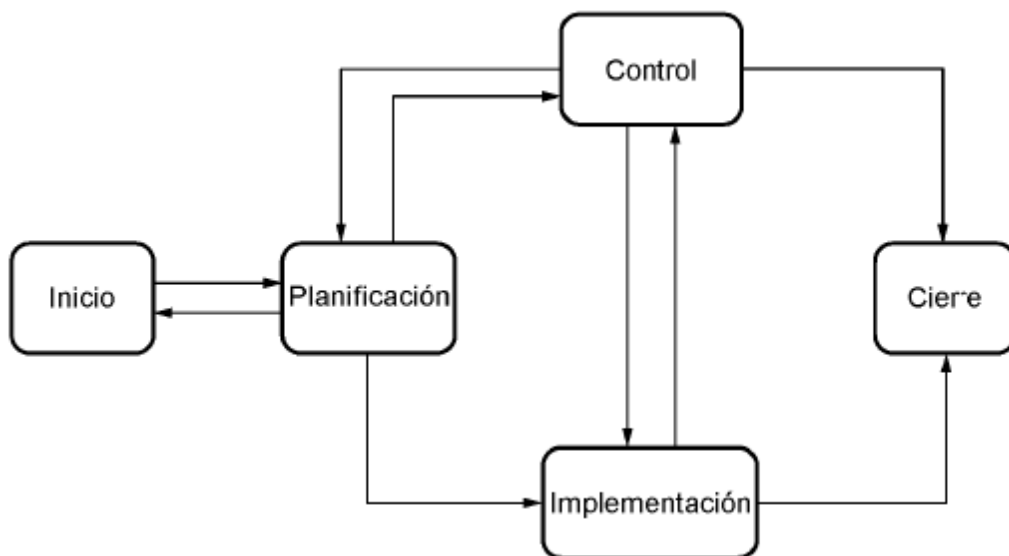 Control
Inicio
Planificación
Cierre
Implementación